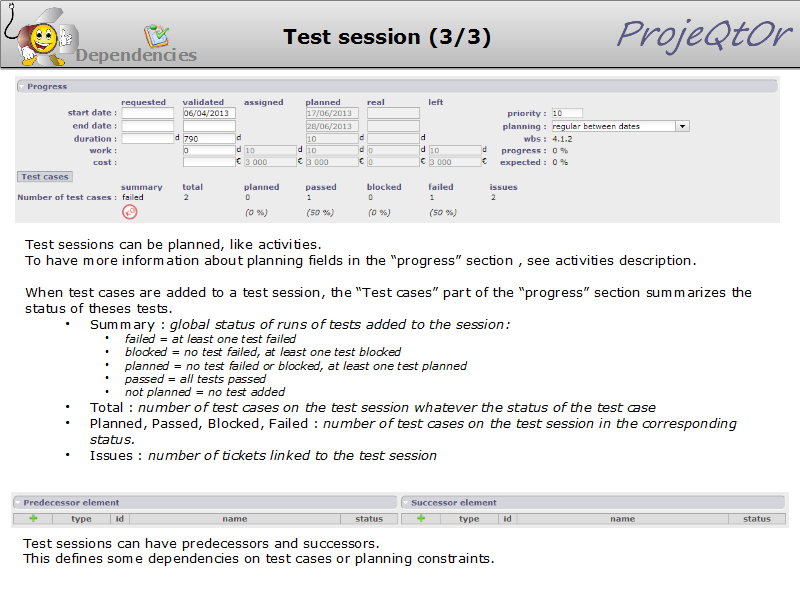 Test session (3/3)
ProjeQtOr
Dependencies
Progress
requested validated assigned planned real left
start date : 06/04/2013 17/06/2013 priority : 10
end date : 28/06/2013 planning : regular between dates
duration : d 790 d 10 d d wbs : 4.1.2
work : 0 d 10 d 10 d 0 d 10 d progress : 0 %
cost : € 3 000 € 3 000 € 0 € 3 000 € expected : 0 %
Test cases
summary total planned passed blocked failed issues
Number of test cases : failed 2 0 1 0 1 2
(0 %) (50 %) (0 %) (50 %)
Test sessions can be planned, like activities.
To have more information about planning fields in the “progress” section , see activities description.
When test cases are added to a test session, the “Test cases” part of the “progress” section summarizes the
status of theses tests.
• Summary : global status of runs of tests added to the session:
• failed = at least one test failed
• blocked = no test failed, at least one test blocked
• planned = no test failed or blocked, at least one test planned
• passed = all tests passed
• not planned = no test added
• Total : number of test cases on the test session whatever the status of the test case
• Planned, Passed, Blocked, Failed : number of test cases on the test session in the corresponding
status.
• Issues : number of tickets linked to the test session
Predecessor element Successor element
type id name status type id name status
Test sessions can have predecessors and successors.
This defines some dependencies on test cases or planning constraints.